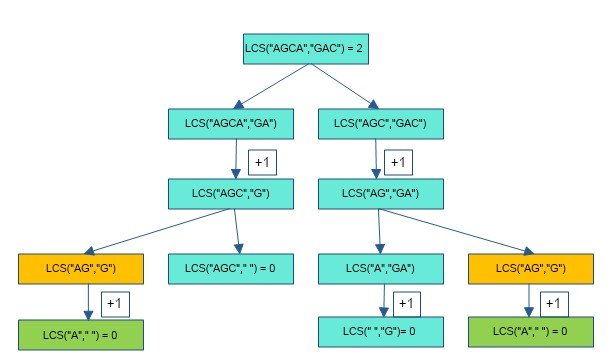 LCS("AGCA","GAC") = 2
LCS("AGCA","GA")
LCS("AGC","GAC")
+1
+1
LCS("AGC","G")
LCS("AG","GA")
LCS("AG","G")
LCS("AGC"," ") = 0
LCS("A","GA")
LCS("AG","G")
+1
+1
+1
LCS("A"," ") = 0
LCS(" ","G")= 0
LCS("A"," ") = 0